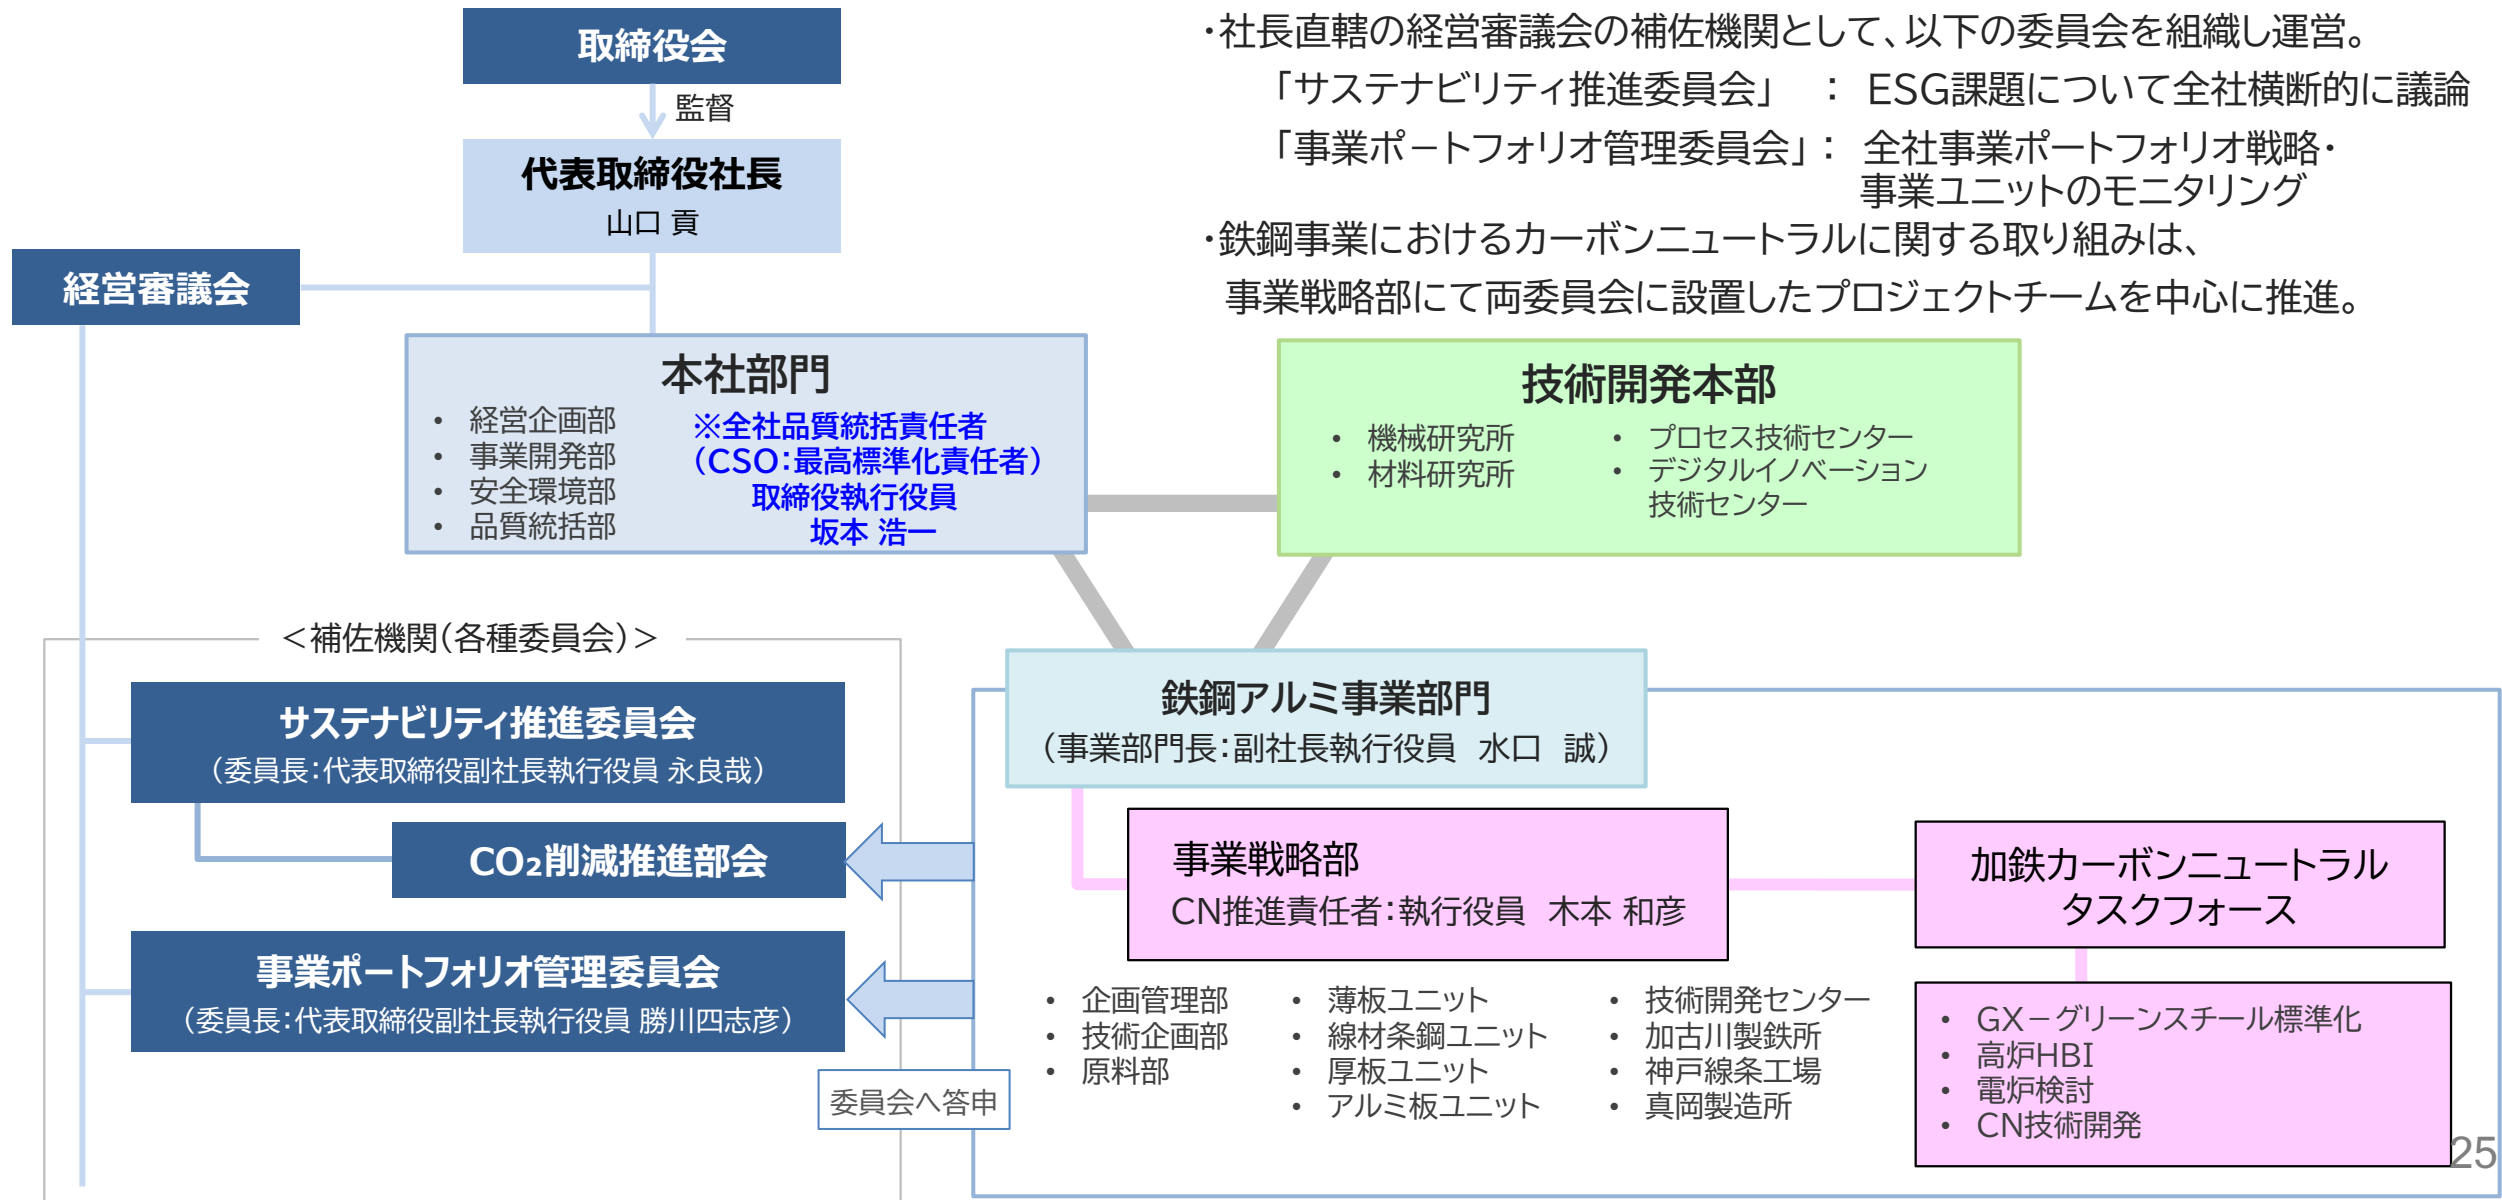 取締役会
監督
代表取締役社長
山口 貢
経営審議会
・社長直轄の経営審議会の補佐機関として、以下の委員会を組織し運営。
「サステナビリティ推進委員会」 : ESG課題について全社横断的に議論
「事業ポートフォリオ管理委員会」: 全社事業ポートフォリオ戦略・
事業ユニットのモニタリング
・鉄鋼事業におけるカーボンニュートラルに関する取り組みは、
事業戦略部にて両委員会に設置したプロジェクトチームを中心に推進。
本社部門
• 経営企画部
• 事業開発部
• 安全環境部
• 品質統括部
※全社品質統括責任者
(CSO:最高標準化責任者)
取締役執行役員
坂本 浩一
技術開発本部
• 機械研究所
• 材料研究所
• プロセス技術センター
• デジタルイノベーション
技術センター
<補佐機関(各種委員会)>
サステナビリティ推進委員会
(委員長:代表取締役副社長執行役員 永良哉)
CO₂削減推進部会
事業ポートフォリオ管理委員会
(委員長:代表取締役副社長執行役員 勝川四志彦)
委員会へ答申
鉄鋼アルミ事業部門
(事業部門長:副社長執行役員 水口 誠)
事業戦略部
CN推進責任者:執行役員 木本 和彦
加鉄カーボンニュートラル
タスクフォース
• 企画管理部
• 技術企画部
• 原料部
• 薄板ユニット
• 線材条鋼ユニット
• 厚板ユニット
• アルミ板ユニット
• 技術開発センター
• 加古川製鉄所
• 神戸線条工場
• 真岡製造所
• GX-グリーンスチール標準化
• 高炉HBI
• 電炉検討
• CN技術開発
25